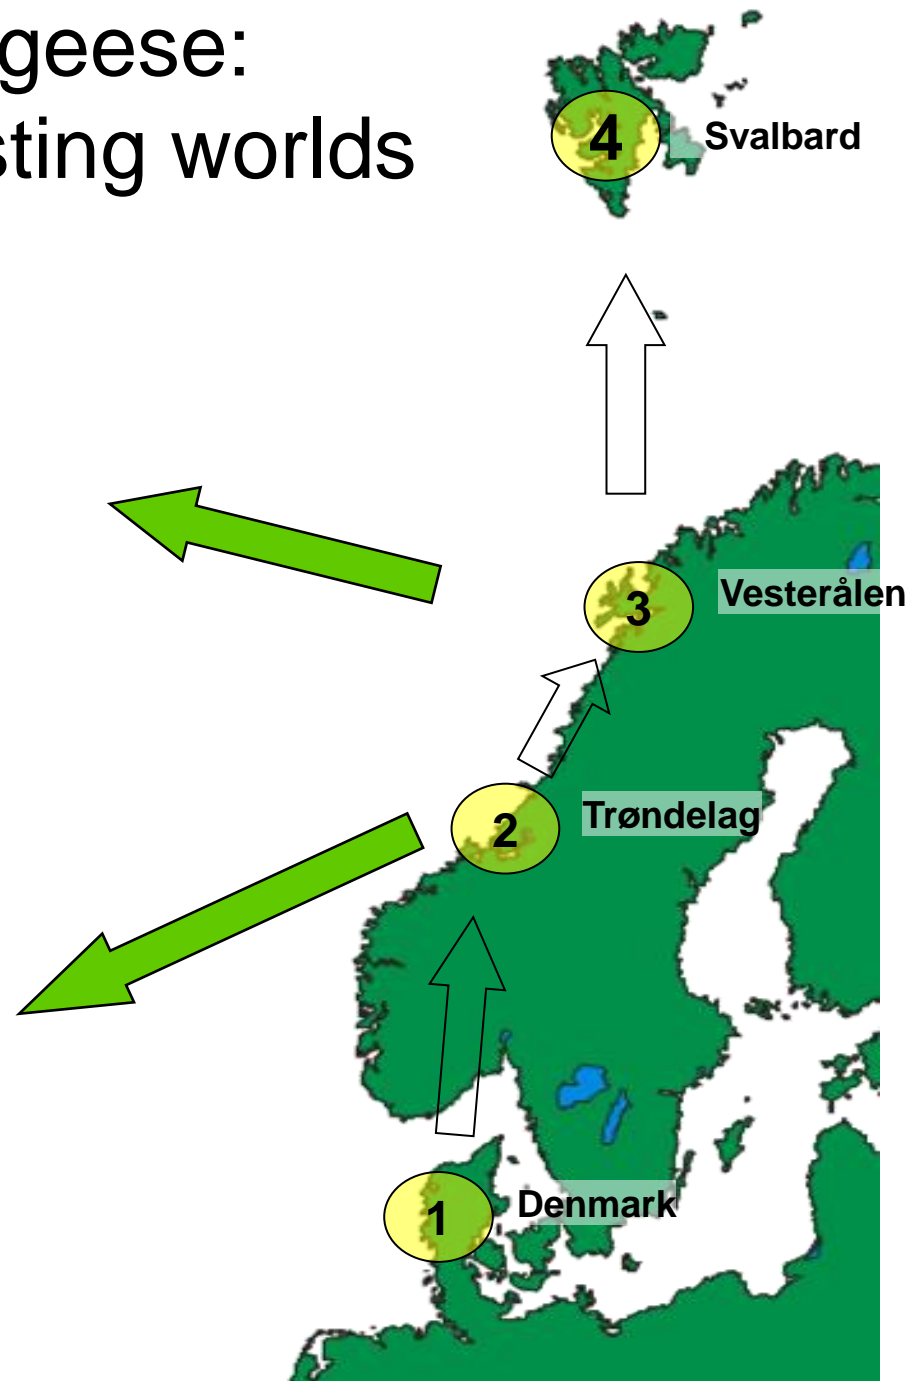 geese:
sting worlds
4
Svalbard
3
Vesterålen
2
Trøndelag
1
Denmark